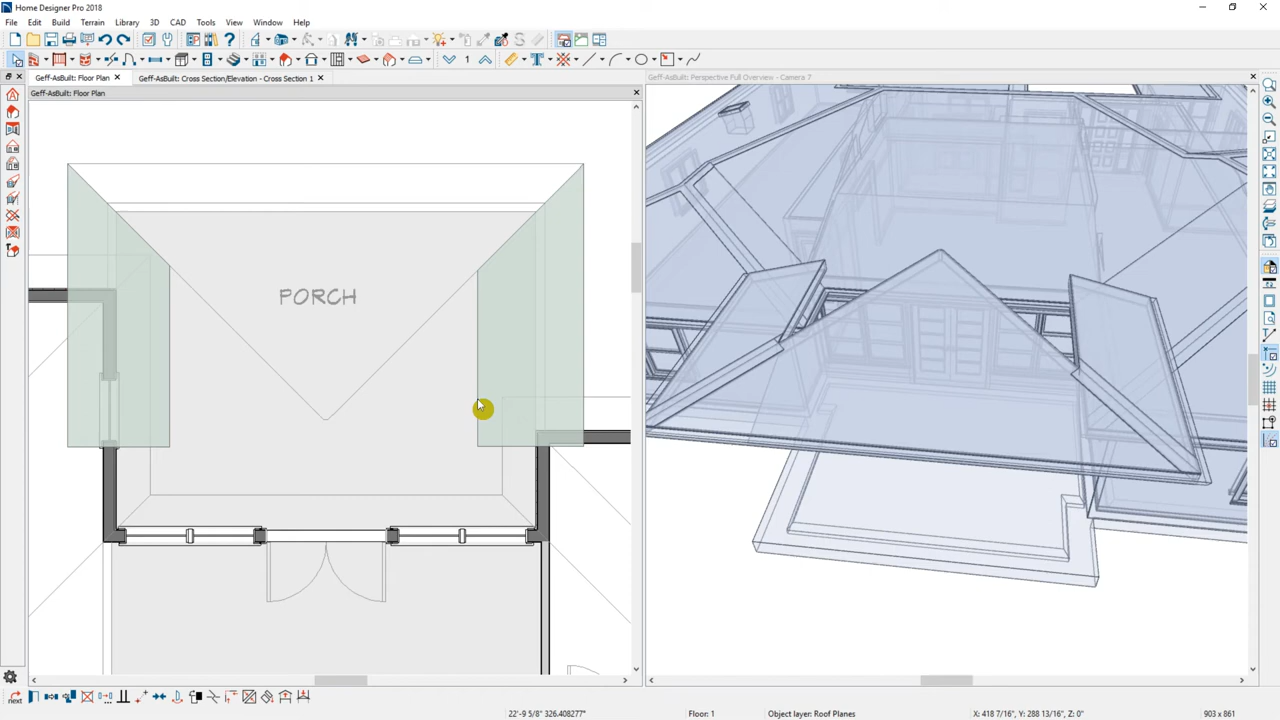 Home Designer Pro 2018
File Edit Build Terrain Library 3D CAD Tools View Window Help
Geff-AsBuilt: Floor Plan
Geff-AsBuilt: Cross Section/Elevation - Cross Section 1
Geff-AsBuilt: Perspective Full Overview- Camera 7
Geff-AsBuilt: Floor Plan
PORCH
next
22'-9 5/8" 326.408277° Floor: 1 Object layer: Roof Planes X: 418 7/16", Y: 288 13/16", Z: 0" 903 x 861